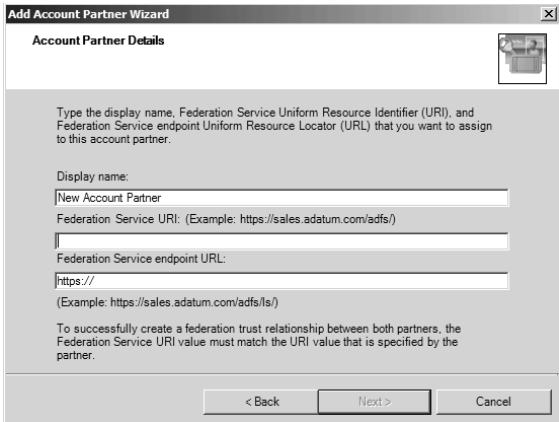 Add Account Partner Wizard
Account Partner Details
Type the display name, Federation Service Uniform Resource Identifier (URI), and
Federation Service endpoint Uniform Resource Locator (URL) that you want to assign
to this account partner.
Display name:
New Account Partner
Federation Service URI: (Example: https://sales.adatum.com/adfs/)
Federation Service endpoint URL:
https://
(Example: https://sales.adatum.com/adfs/ls/)
To successfully create a federation trust relationship between both partners, the
Federation Service URI value must match the URI value that is specified by the
partner.
< Back Next > Cancel